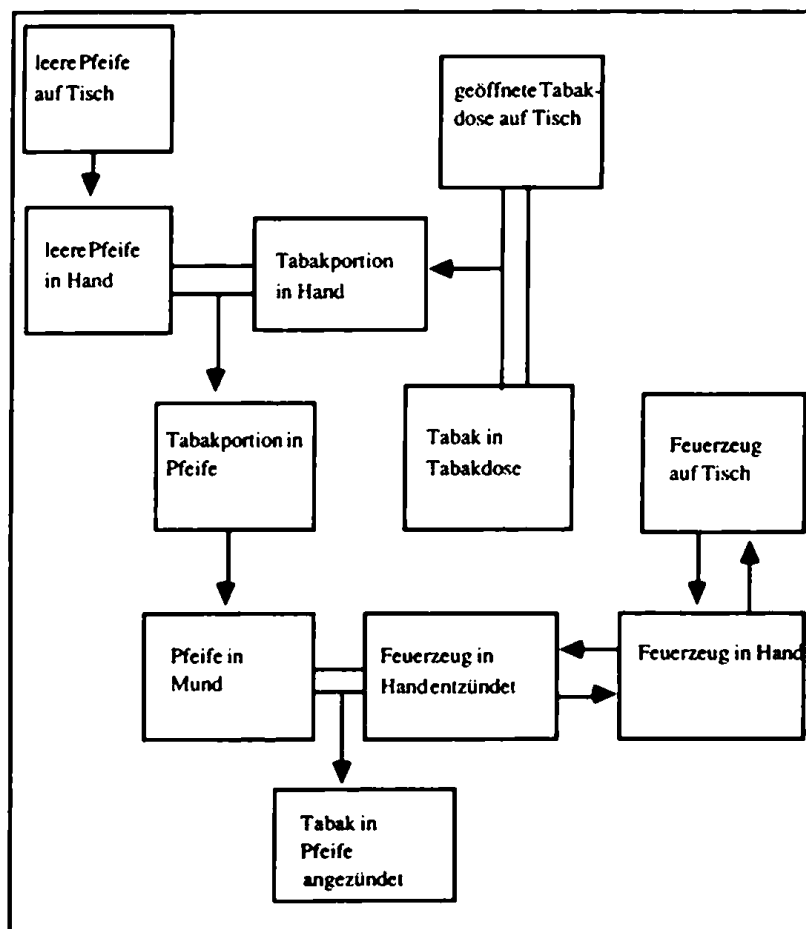 leere Pfeife
auf Tisch
geöffnete Tabak-
dose auf Tisch
leere Pfeife
in Hand
Tabakportion
in Hand
Tabakportion in
Pfeife
Tabak in
Tabakdose
Feuerzeug
auf Tisch
Pfeife in
Mund
Feuerzeug in
Hand entzündet
Feuerzeug in Hand
Tabak in
Pfeife
angezündet